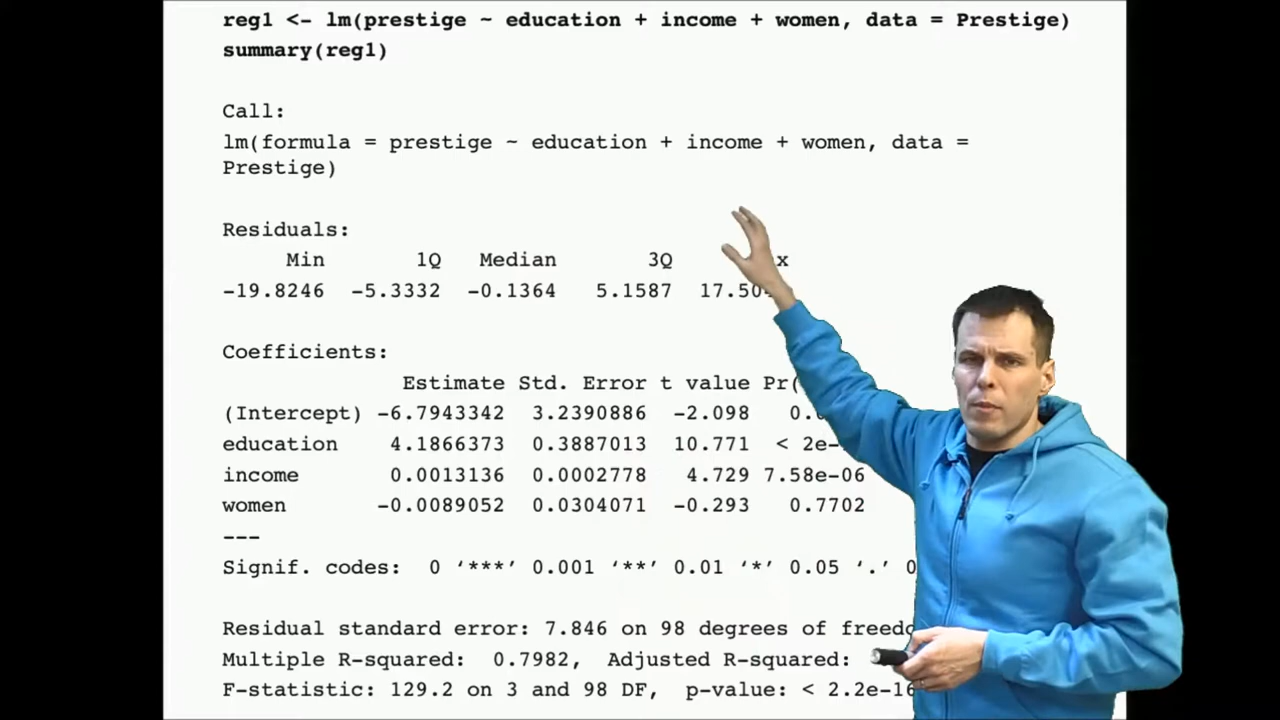 reg1 <- lm(prestige ~ education + income + women, data = Prestige)
summary(reg1)
Call:
lm(formula = prestige ~ education + income + women, data =
Prestige)
Residuals:
Min 1Q Median 3Q
-19.8246 -5.3332 -0.1364 5.1587
Coefficients:
Estimate Std. Error t value
(Intercept) -6.7943342 3.2390886 -2.098
education 4.1866373 0.3887013 10.771 <
income 0.0013136 0.0002778 4.729 7.58e-06
women -0.0089052 0.0304071 -0.293 0.7702
---
Signif. codes: 0 ‘***’ 0.001 ‘**’ 0.01 ‘*’ 0.05 ‘.’
Residual standard error: 7.846 on 98 degrees of
Multiple R-squared: 0.7982, Adjusted R-squared:
F-statistic: 129.2 on 3 and 98 DF, p-value: < 2.2e-16